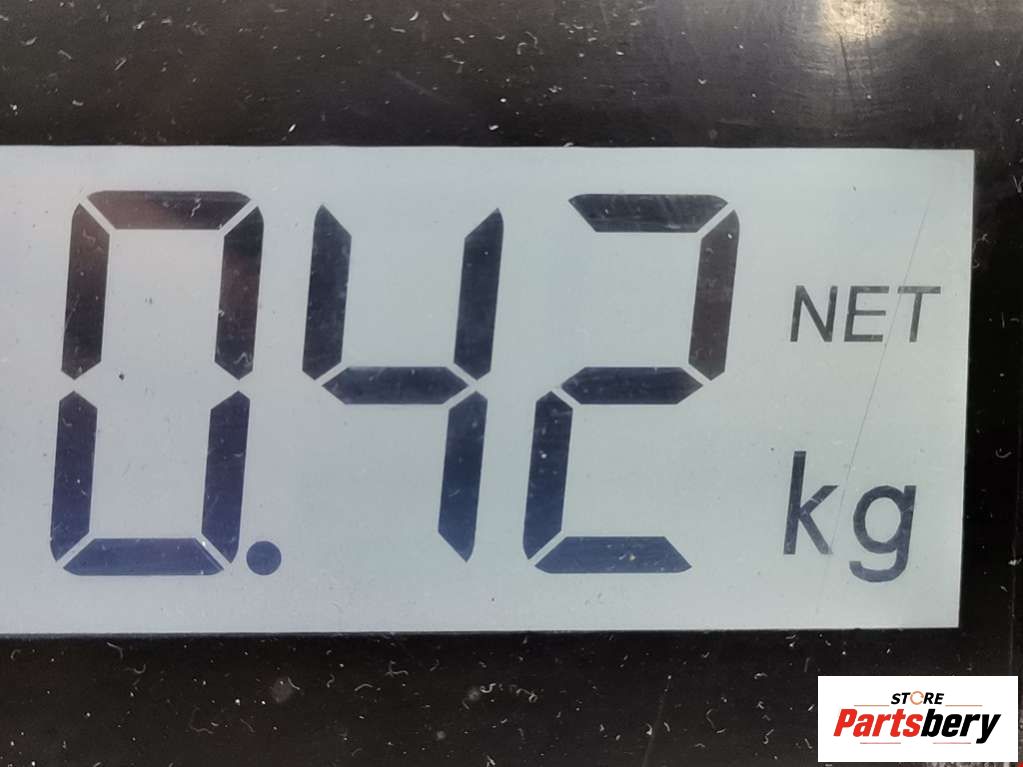 0.42
NET
kg
STORE
Partsbery